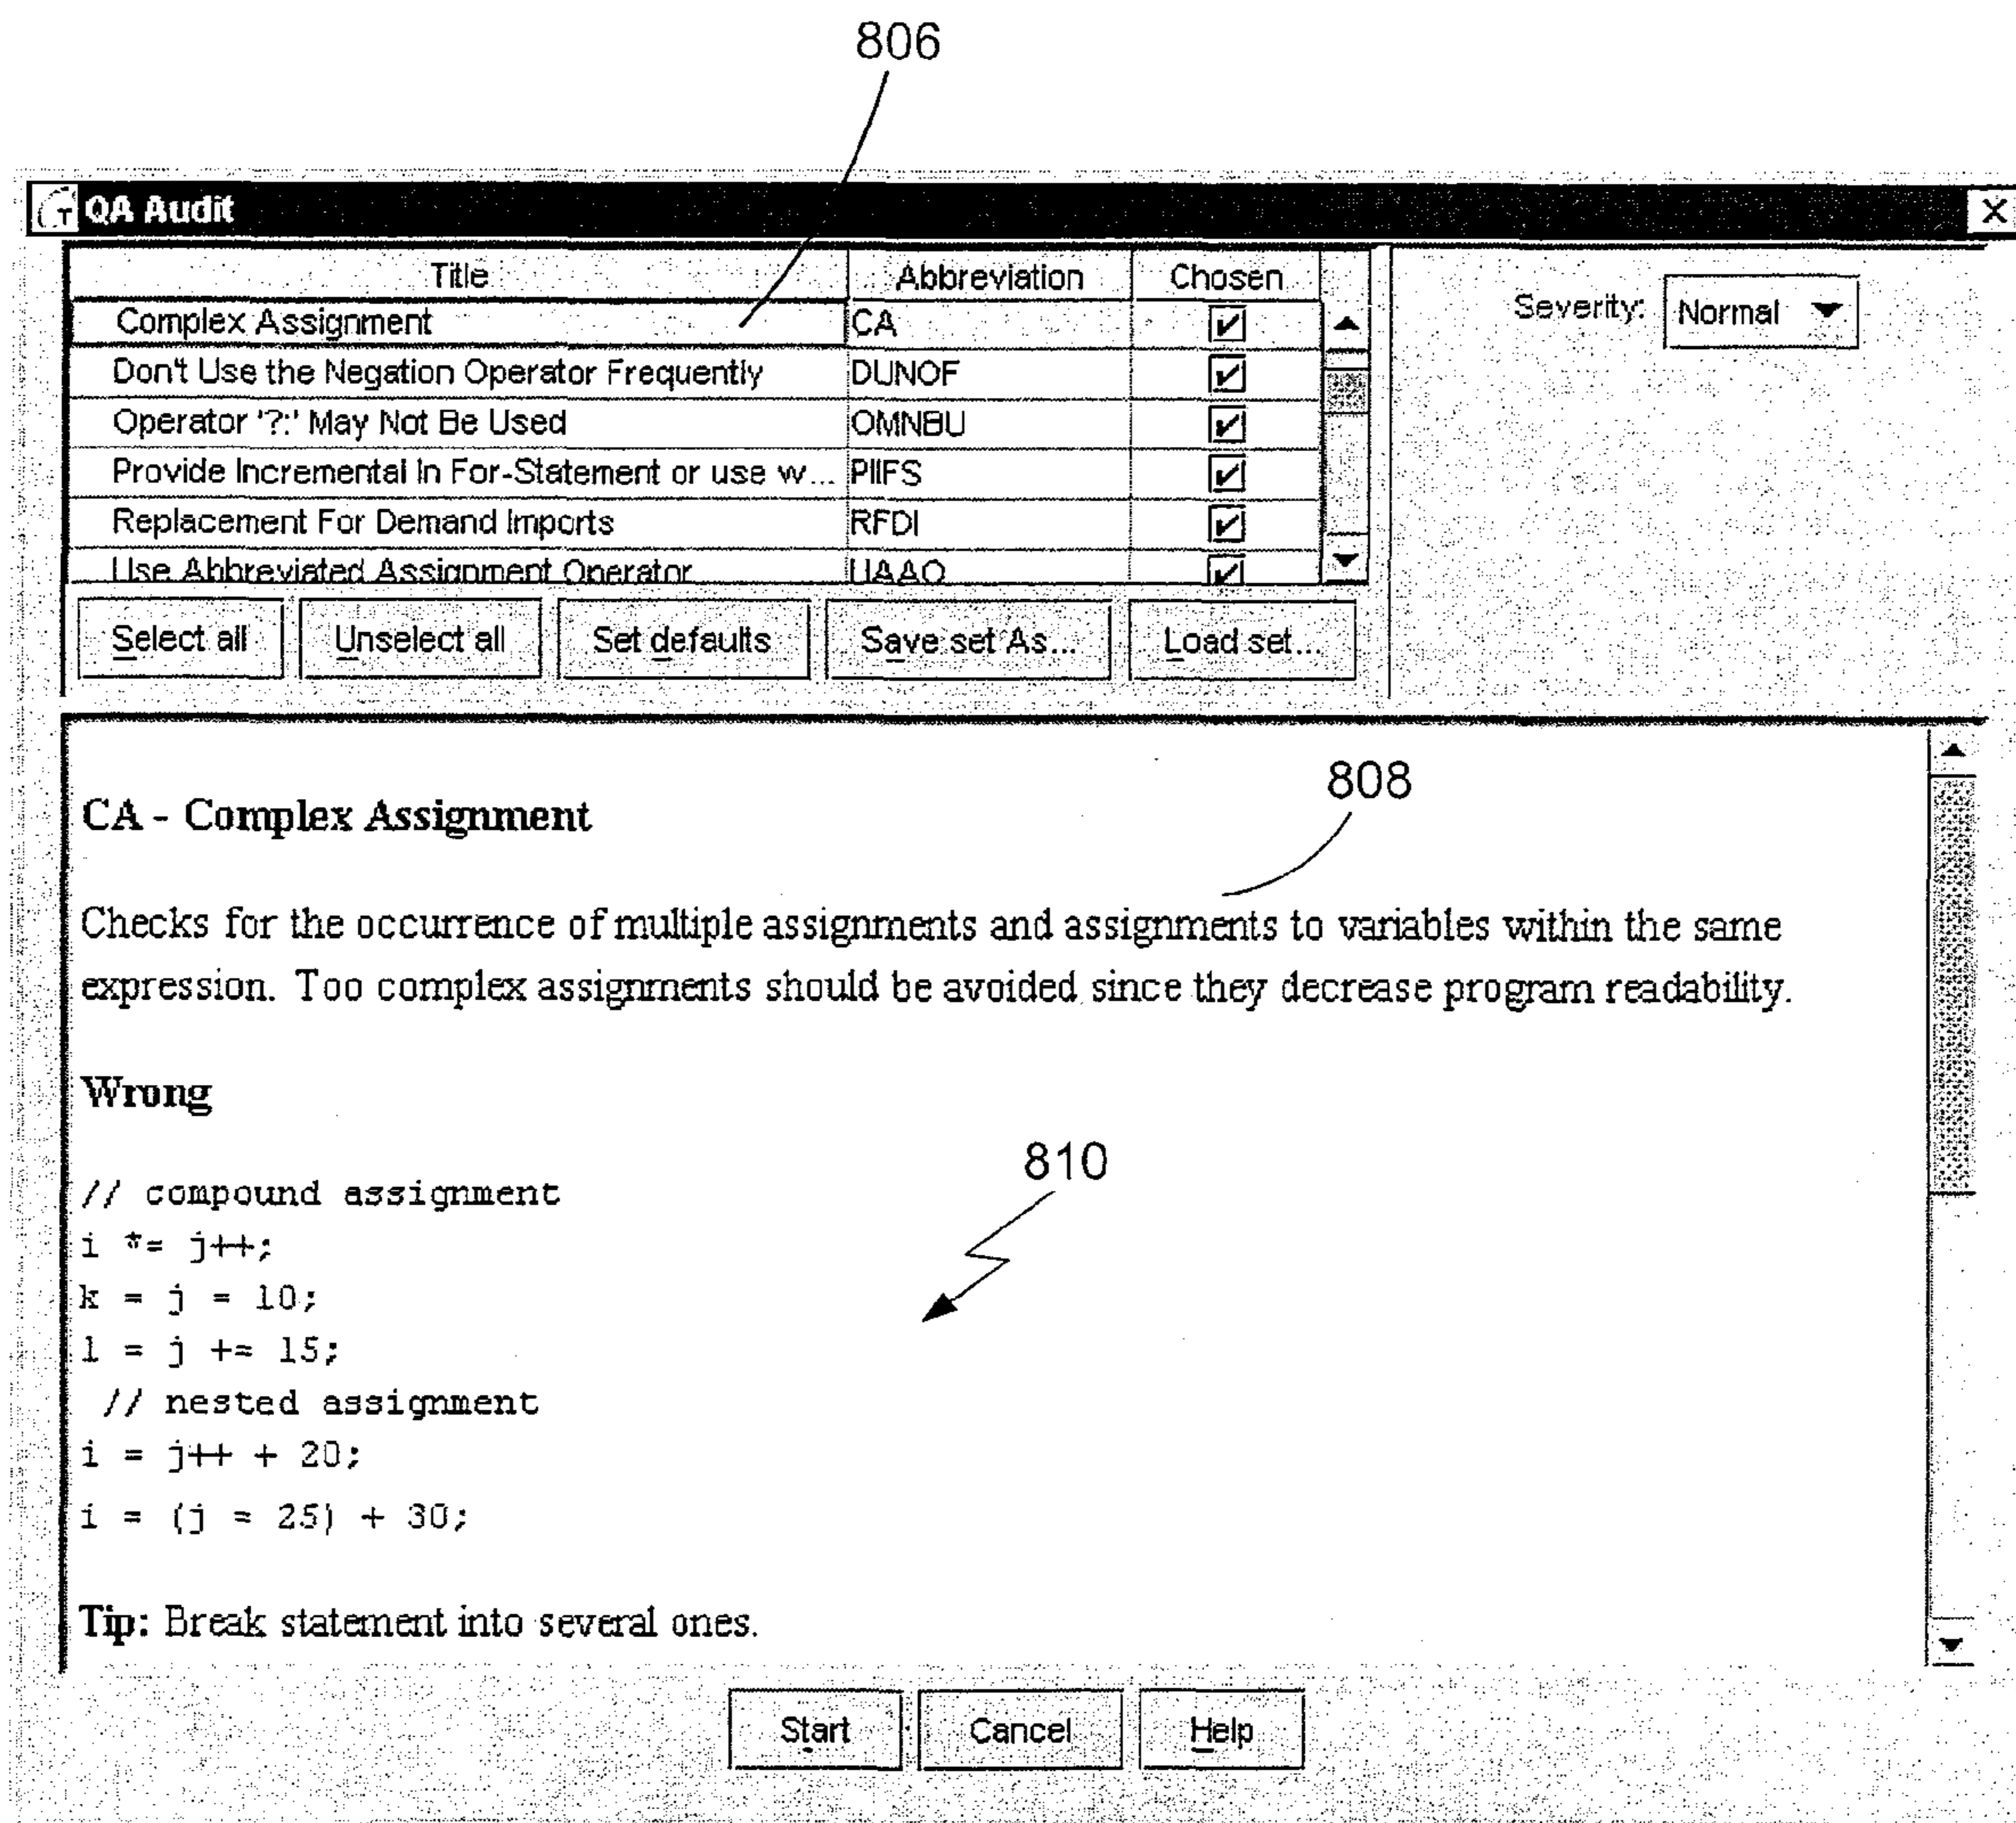 806
QA Audit
Title Abbreviation Chosen
Complex Assignment CA
Don't Use the Negation Operator Frequently DUNOF
Operator '?:' May Not Be Used OMNBU
Provide Incremental In For-Statement or use w... PIIFS
Replacement For Demand Imports RFDI
Use Abbreviated Assignment Operator UAAO
Severity: Normal
Select all Unselect all Set defaults Save set As... Load set...
808
CA - Complex Assignment
Checks for the occurrence of multiple assignments and assignments to variables within the same
expression. Too complex assignments should be avoided since they decrease program readability.
Wrong
810
// compound assignment
i *= j++;
k = j = 10;
l = j += 15;
// nested assignment
i = j++ + 20;
i = (j = 25) + 30;
Tip: Break statement into several ones.
Start Cancel Help